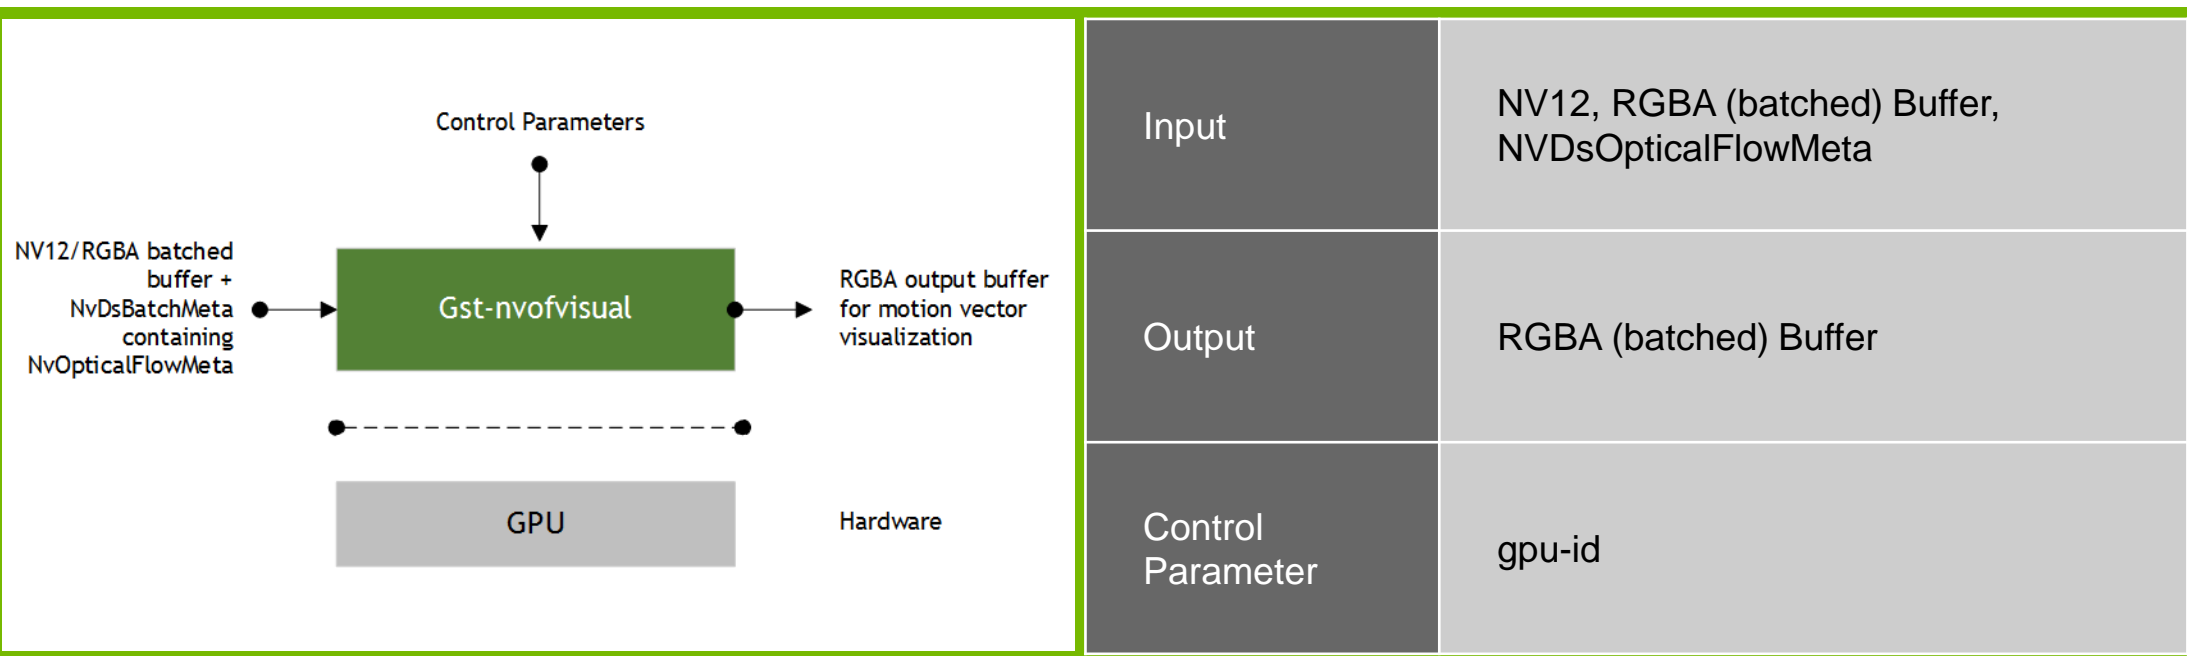 Control Parameters
NV12/RGBA batched
buffer +
NvDsBatchMeta
containing
NvOpticalFlowMeta
Gst-nvofvisual
RGBA output buffer
for motion vector
visualization
GPU
Hardware
Input
NV12, RGBA (batched) Buffer,
NVDsOpticalFlowMeta
Output
RGBA (batched) Buffer
Control
Parameter
gpu-id